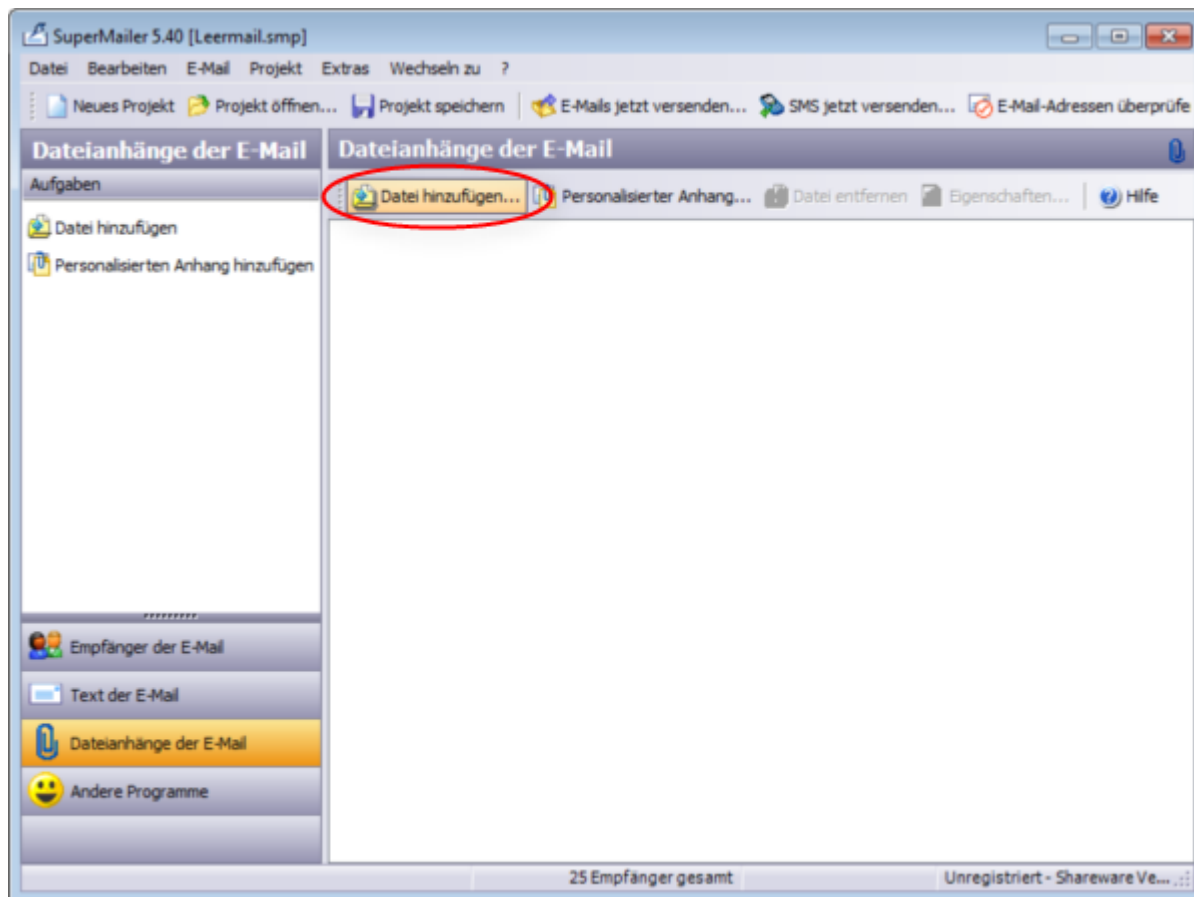 SuperMailer 5.40 [Leermail.smp]
Datei Bearbeiten E-Mail Projekt Extras Wechseln zu ?
Neues Projekt Projekt öffnen... Projekt speichern E-Mails jetzt versenden... SMS jetzt versenden... E-Mail-Adressen überprüfe
Dateianhänge der E-Mail
Aufgaben
Datei hinzufügen
Personalisierten Anhang hinzufügen
Dateianhänge der E-Mail
Datei hinzufügen... Personalisierter Anhang... Datei entfernen Eigenschaften... Hilfe
Empfänger der E-Mail
Text der E-Mail
Dateianhänge der E-Mail
Andere Programme
25 Empfänger gesamt Unregistriert - Shareware Ve...